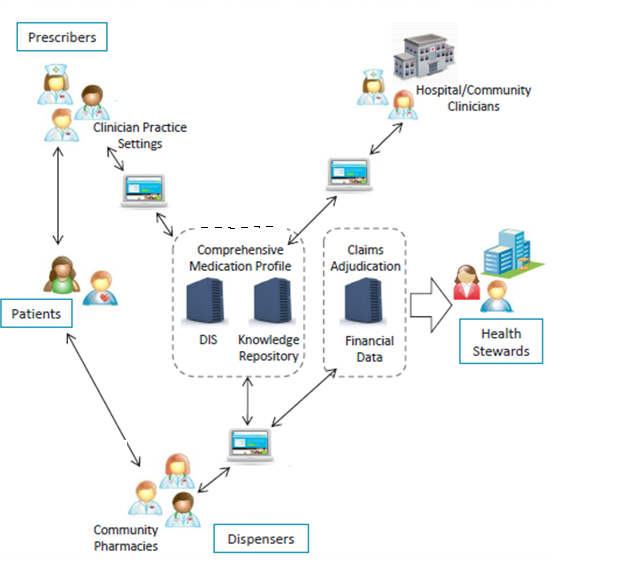 Prescribers
Hospital/Community
Clinicians
Clinician Practice
Settings
Comprehensive
Medication Profile
Claims
Adjudication
DIS
Knowledge
Repository
Financial
Data
Patients
Health
Stewards
Community
Pharmacies
Dispensers